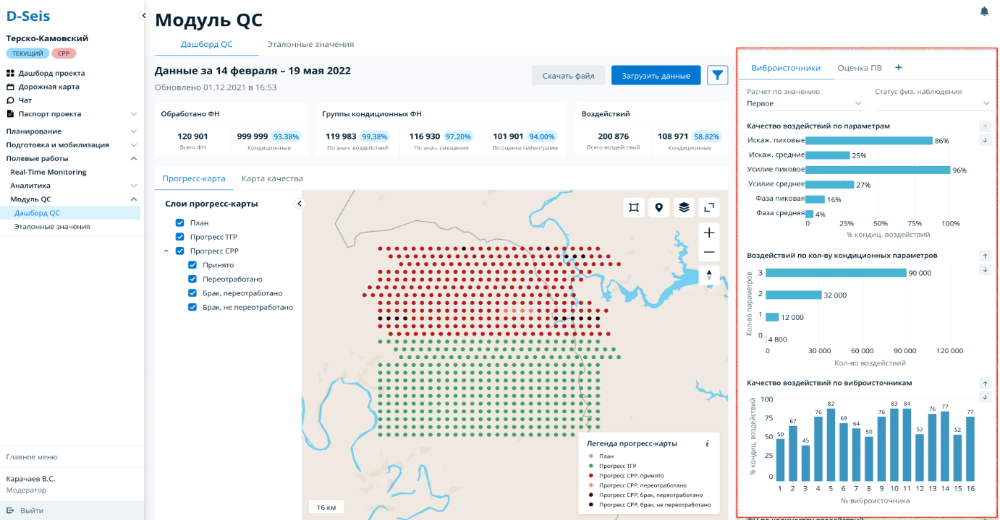 D-Seis
Терско-Камовский
ТЕКУЩИЙ
СРР
Дашборд проекта
Дорожная карта
Чат
Паспорт проекта
Планирование
Подготовка и мобилизация
Полевые работы
Real-Time Monitoring
Аналитика
Модуль QC
Дашборд QC
Эталонные значения
Главное меню
Карачаев В.С.
Модератор
Выйти
Модуль QC
Дашборд QC
Эталонные значения
Данные за 14 февраля – 19 мая 2022
Обновлено 01.12.2021 в 16:53
Скачать файл
Загрузить данные
Обработано ФН
120 901
Всего ФН
999 999 93.38%
Кондиционные
Группы кондиционных ФН
119 983 99.38%
По знач. воздействий
116 930 97.20%
По знач. смещения
101 901 94.00%
По оценке сейсмограмм
Воздействий
200 876
Всего воздействий
108 971 58.82%
Кондиционные
Прогресс-карта
Карта качества
Слои прогресс-карты
План
Прогресс ТГР
Прогресс СРР
Принято
Переотработано
Брак, переотработано
Брак, не переотработано
16 км
Легенда прогресс-карты
i
План
Прогресс ТГР
Прогресс СРР, принято
Прогресс СРР, переотработано
Прогресс СРР, брак, переотработано
Прогресс СРР, брак, не переотработано
Виброисточники
Оценка ПВ
+
Расчет по значению
Первое
Статус физ. наблюдения
Качество воздействий по параметрам
Искаж. пиковые 86%
Искаж. средние 25%
Усилие пиковое 96%
Усилие среднее 27%
Фаза пиковая 16%
Фаза средняя 4%
0 25% 50% 75% 100%
% кондиц. воздействий
Воздействий по кол-ву кондиционных параметров
Кол-во параметров
3 90 000
2 32 000
1 12 000
0 4 800
0 30 000 60 000 90 000 120 000
Кол-во воздействий
Качество воздействий по виброисточникам
% кондиц. воздействий
100
75
50
25
0
50 67 45 76 82 69 64 50 76 83 84 52 76 77 52 77
1 2 3 4 5 6 7 8 9 10 11 12 13 14 15 16
№ виброисточника